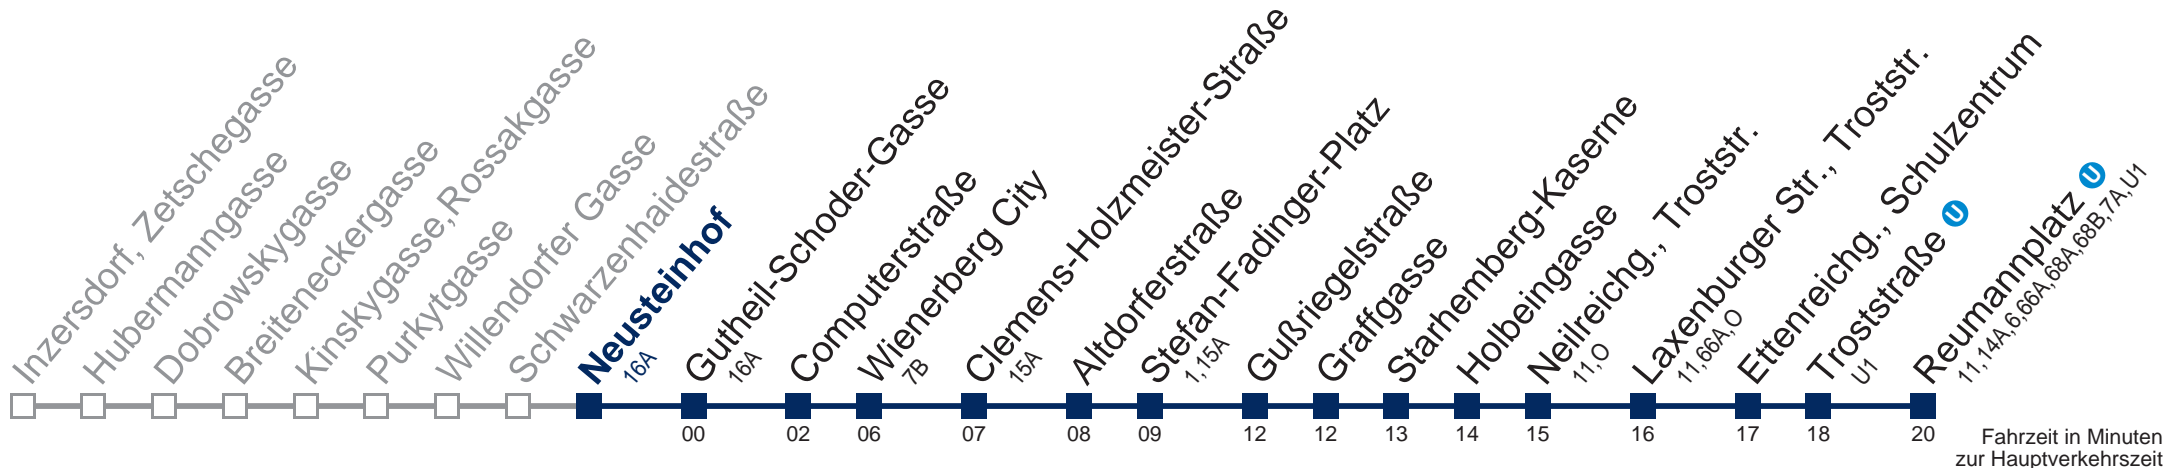 Inzersdorf, Zetschegasse
Hubermanngasse
Dobrowskygasse
Breiteneckergasse
Kinskygasse,Rossakgasse
Purkytgasse
Willendorfer Gasse
Schwarzenhaidestraße
Neusteinhof
16A
Gutheil-Schoder-Gasse
16A
Computerstraße
Wienerberg City
7B
Clemens-Holzmeister-Straße
15A
Altdorferstraße
Stefan-Fadinger-Platz
1,15A
Gußriegelstraße
Graffgasse
Starhemberg-Kaserne
Holbeingasse
Neilreichg., Troststr.
11,O
Laxenburger Str., Troststr.
11,66A,O
Ettenreichg., Schulzentrum
Troststraße U
U1
Reumannplatz U
11,14A,6,66A,68A,68B,7A,U1
00 02 06 07 08 09 12 12 13 14 15 16 17 18 20
Fahrzeit in Minuten
zur Hauptverkehrszeit